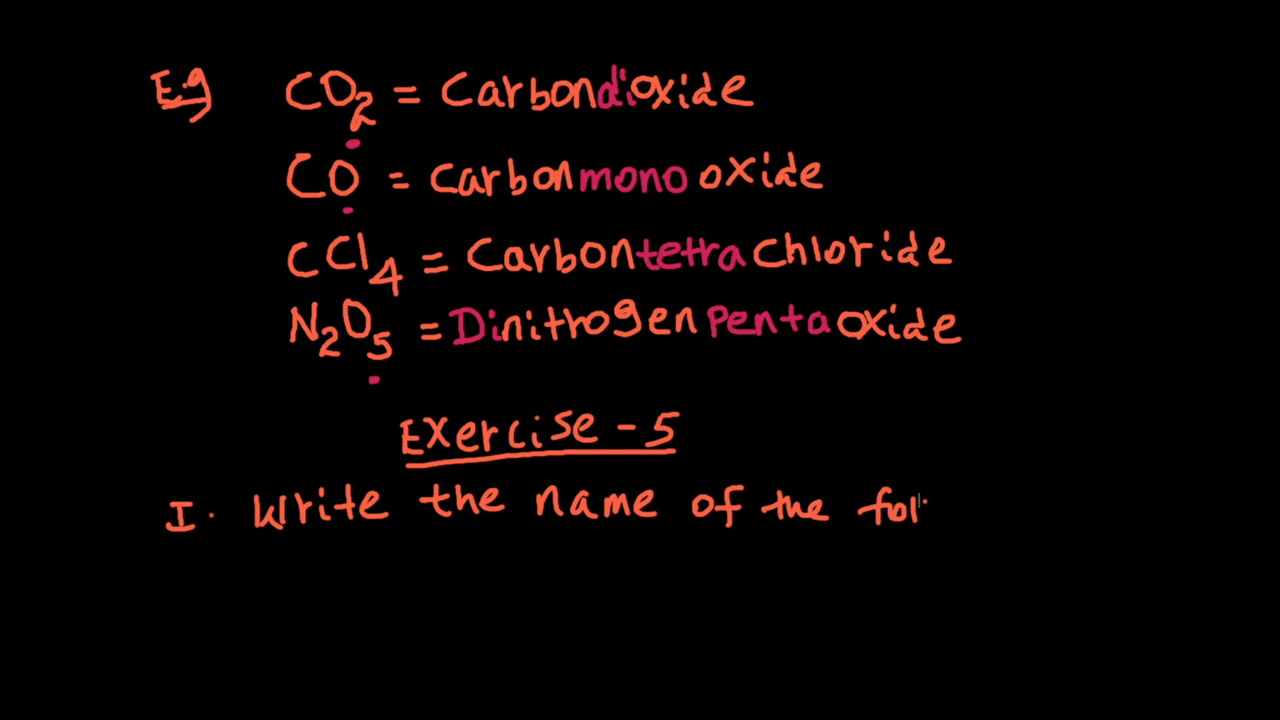 E.g CO₂ = Carbondioxide
CO = Carbonmonooxide
CCl₄ = Carbontetrachloride
N₂O₅ = Dinitrogenpentaoxide
Exercise - 5
I. Write the name of the fol